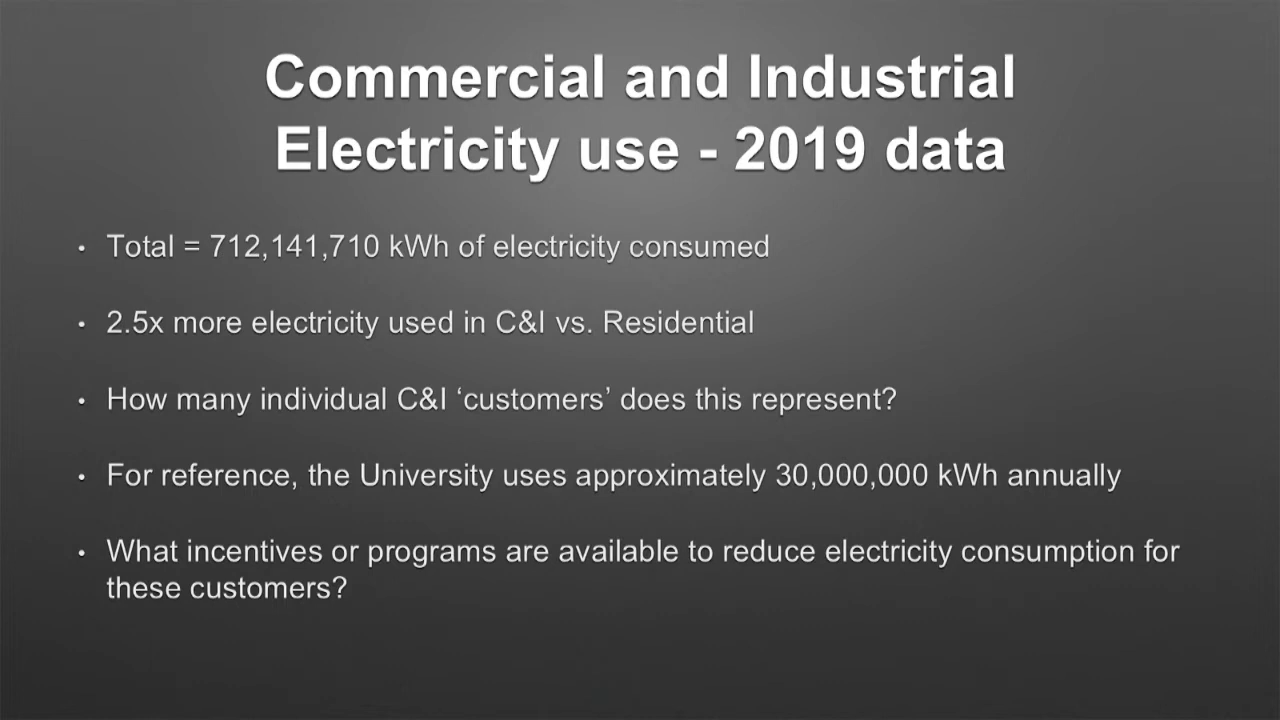 Commercial and Industrial
Electricity use - 2019 data
• Total = 712,141,710 kWh of electricity consumed
• 2.5x more electricity used in C&I vs. Residential
• How many individual C&I ‘customers’ does this represent?
• For reference, the University uses approximately 30,000,000 kWh annually
• What incentives or programs are available to reduce electricity consumption for
these customers?